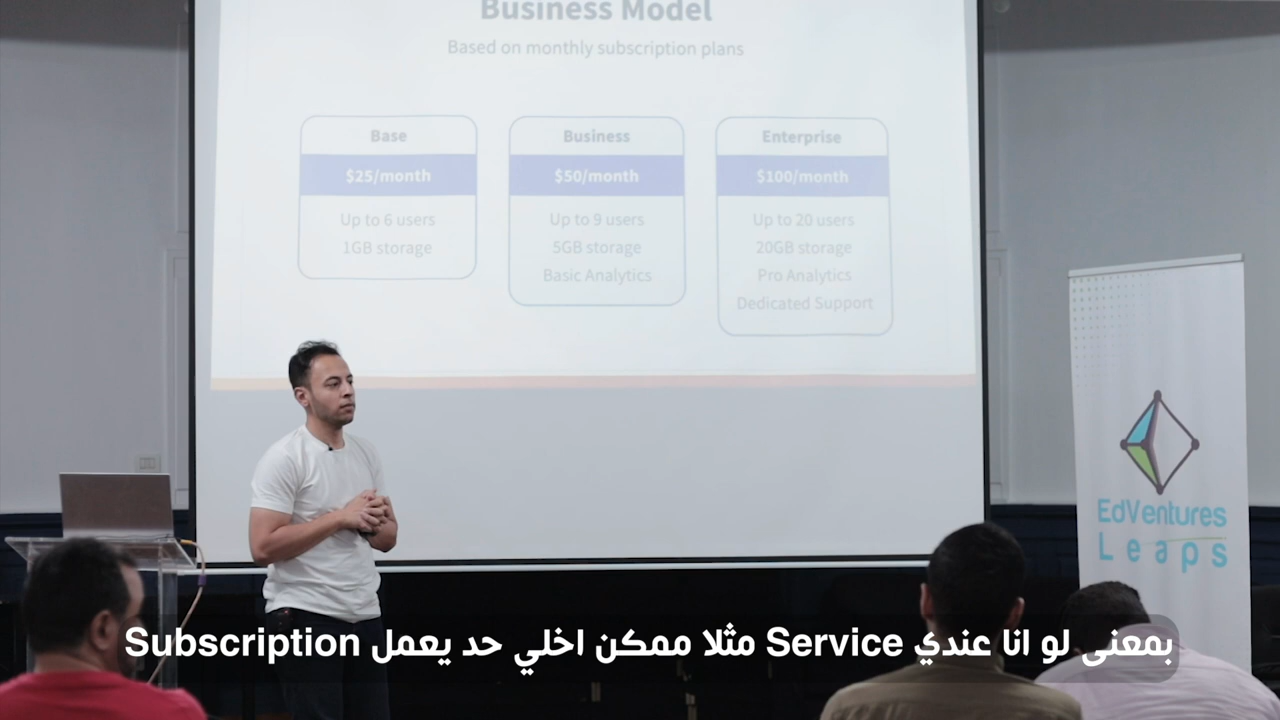 Business Model
Based on monthly subscription plans
Base
$25/month
Up to 6 users
1GB storage
Business
$50/month
Up to 9 users
5GB storage
Basic Analytics
Enterprise
$100/month
Up to 20 users
20GB storage
Pro Analytics
Dedicated Support
EdVentures
Leaps
بمعنى لو انا عندي Service مثلا ممكن اخلي حد يعمل Subscription